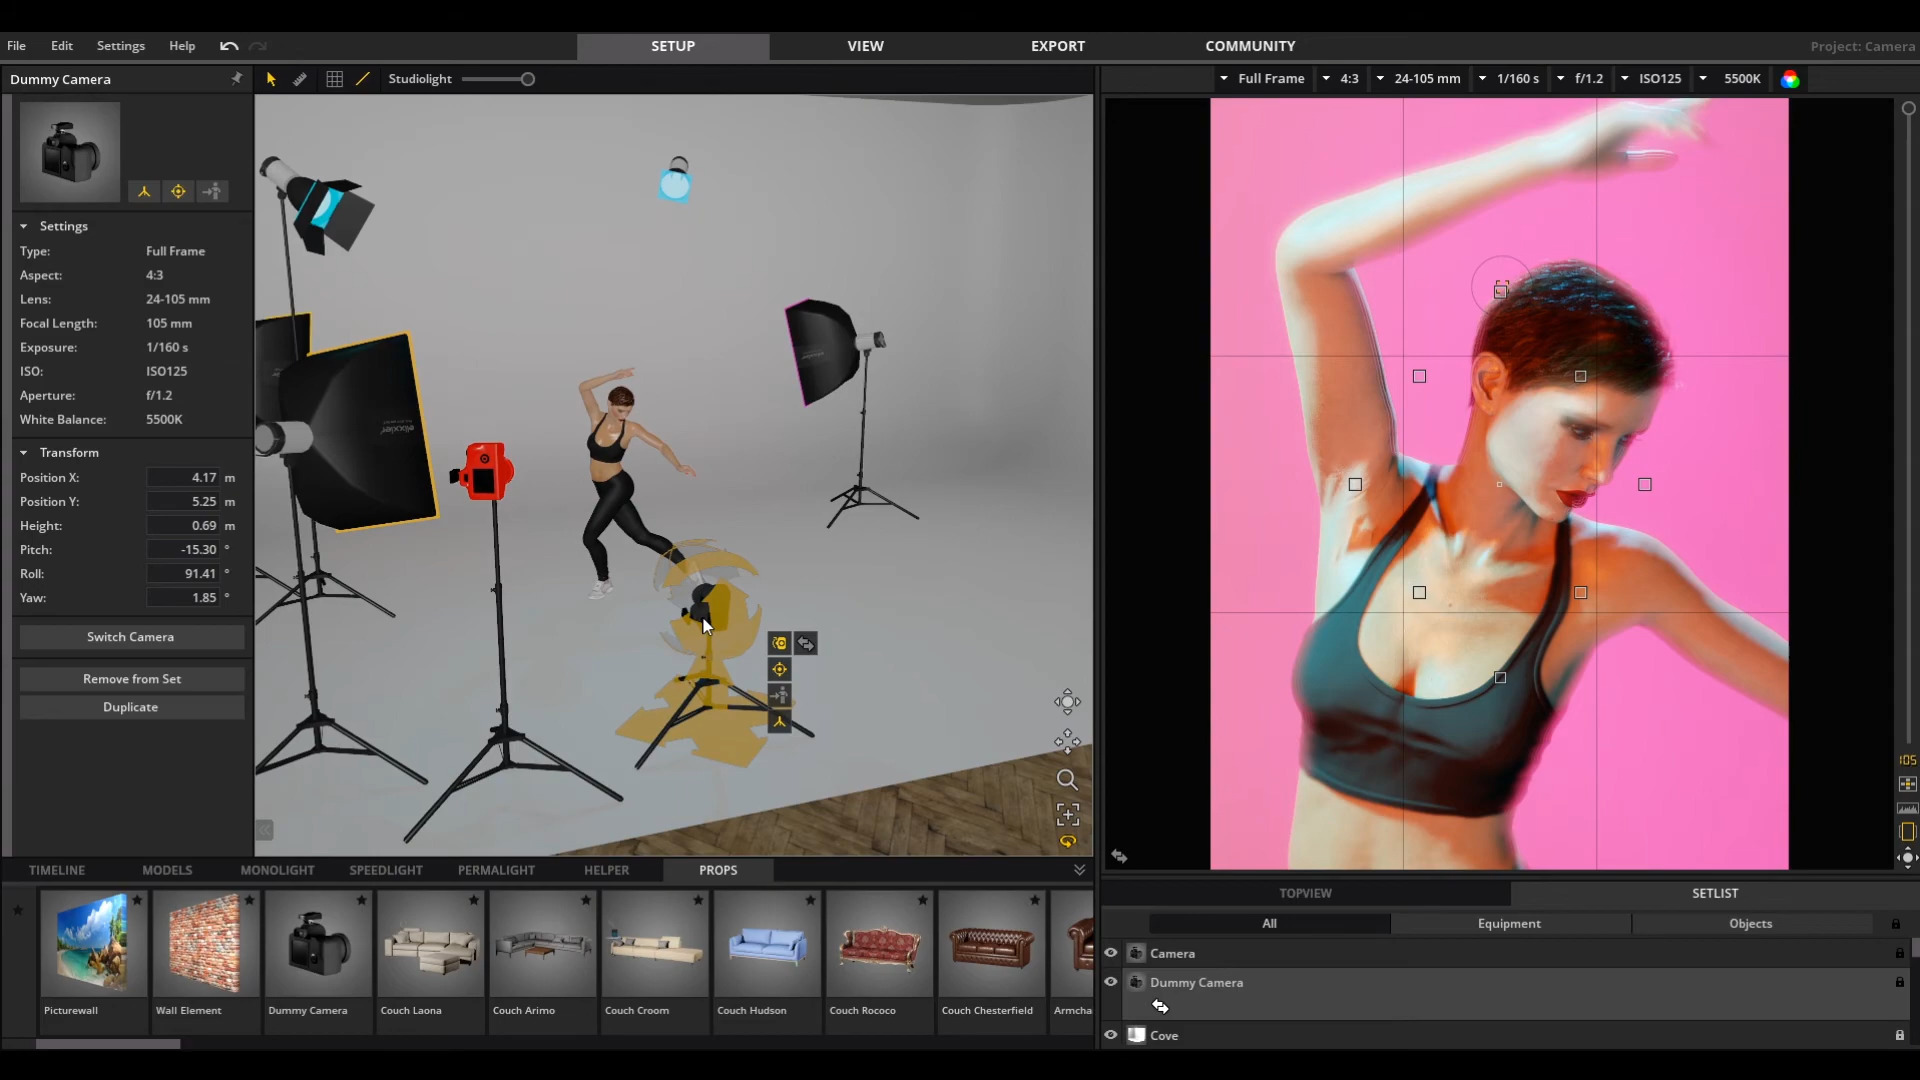 File Edit Settings Help SETUP VIEW EXPORT COMMUNITY Project: Camera
Dummy Camera
Studiolight
Full Frame 4:3 24-105 mm 1/160 s f/1.2 ISO125 5500K
Settings
Type: Full Frame
Aspect: 4:3
Lens: 24-105 mm
Focal Length: 105 mm
Exposure: 1/160 s
ISO: ISO125
Aperture: f/1.2
White Balance: 5500K
Transform
Position X: 4.17 m
Position Y: 5.25 m
Height: 0.69 m
Pitch: -15.30 °
Roll: 91.41 °
Yaw: 1.85 °
Switch Camera
Remove from Set
Duplicate
105
TIMELINE MODELS MONOLIGHT SPEEDLIGHT PERMALIGHT HELPER PROPS
Picturewall Wall Element Dummy Camera Couch Laona Couch Arimo Couch Croom Couch Hudson Couch Rococo Couch Chesterfield Armcha
TOPVIEW SETLIST
All Equipment Objects
Camera
Dummy Camera
Cove